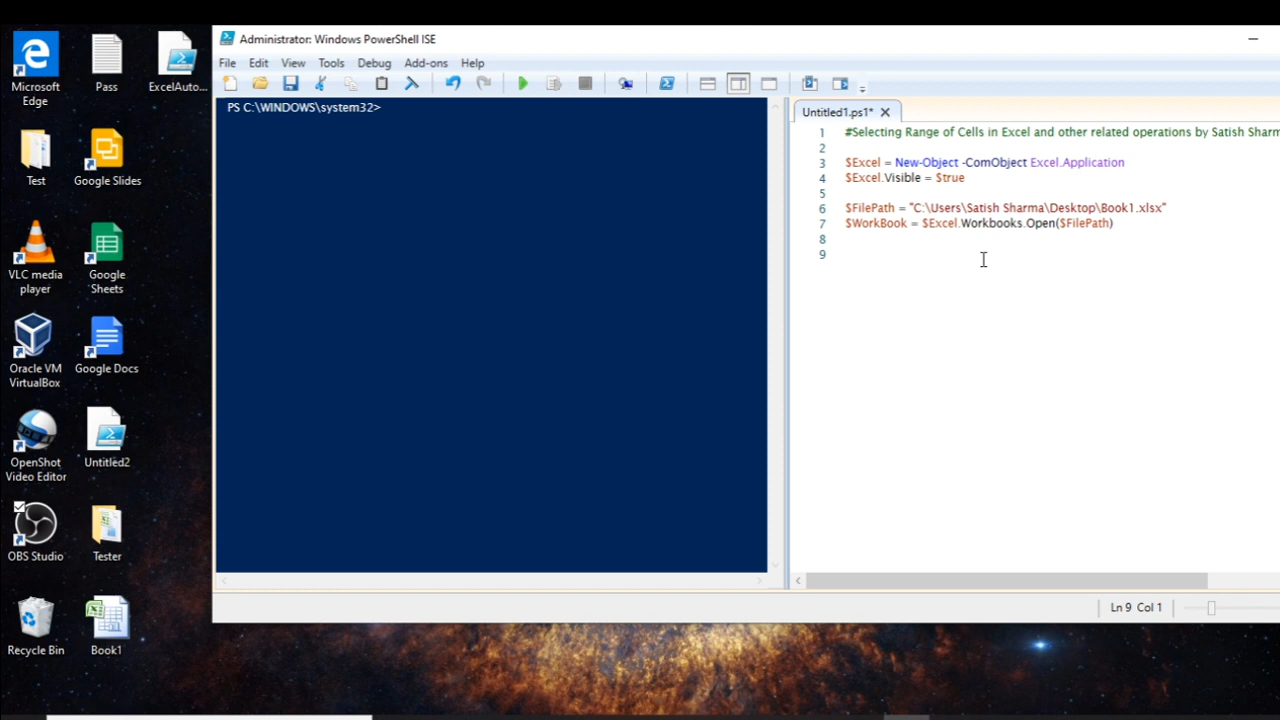 Microsoft
Edge
Pass
ExcelAuto...
Test
Google Slides
VLC media
player
Google
Sheets
Oracle VM
VirtualBox
Google Docs
OpenShot
Video Editor
Untitled2
OBS Studio
Tester
Recycle Bin
Book1
Administrator: Windows PowerShell ISE
File Edit View Tools Debug Add-ons Help
PS C:\WINDOWS\system32>
Untitled1.ps1*
1 #Selecting Range of Cells in Excel and other related operations by Satish Sharm
2
3 $Excel = New-Object -ComObject Excel.Application
4 $Excel.Visible = $true
5
6 $FilePath = "C:\Users\Satish Sharma\Desktop\Book1.xlsx"
7 $WorkBook = $Excel.Workbooks.Open($FilePath)
8
9
Ln 9 Col 1